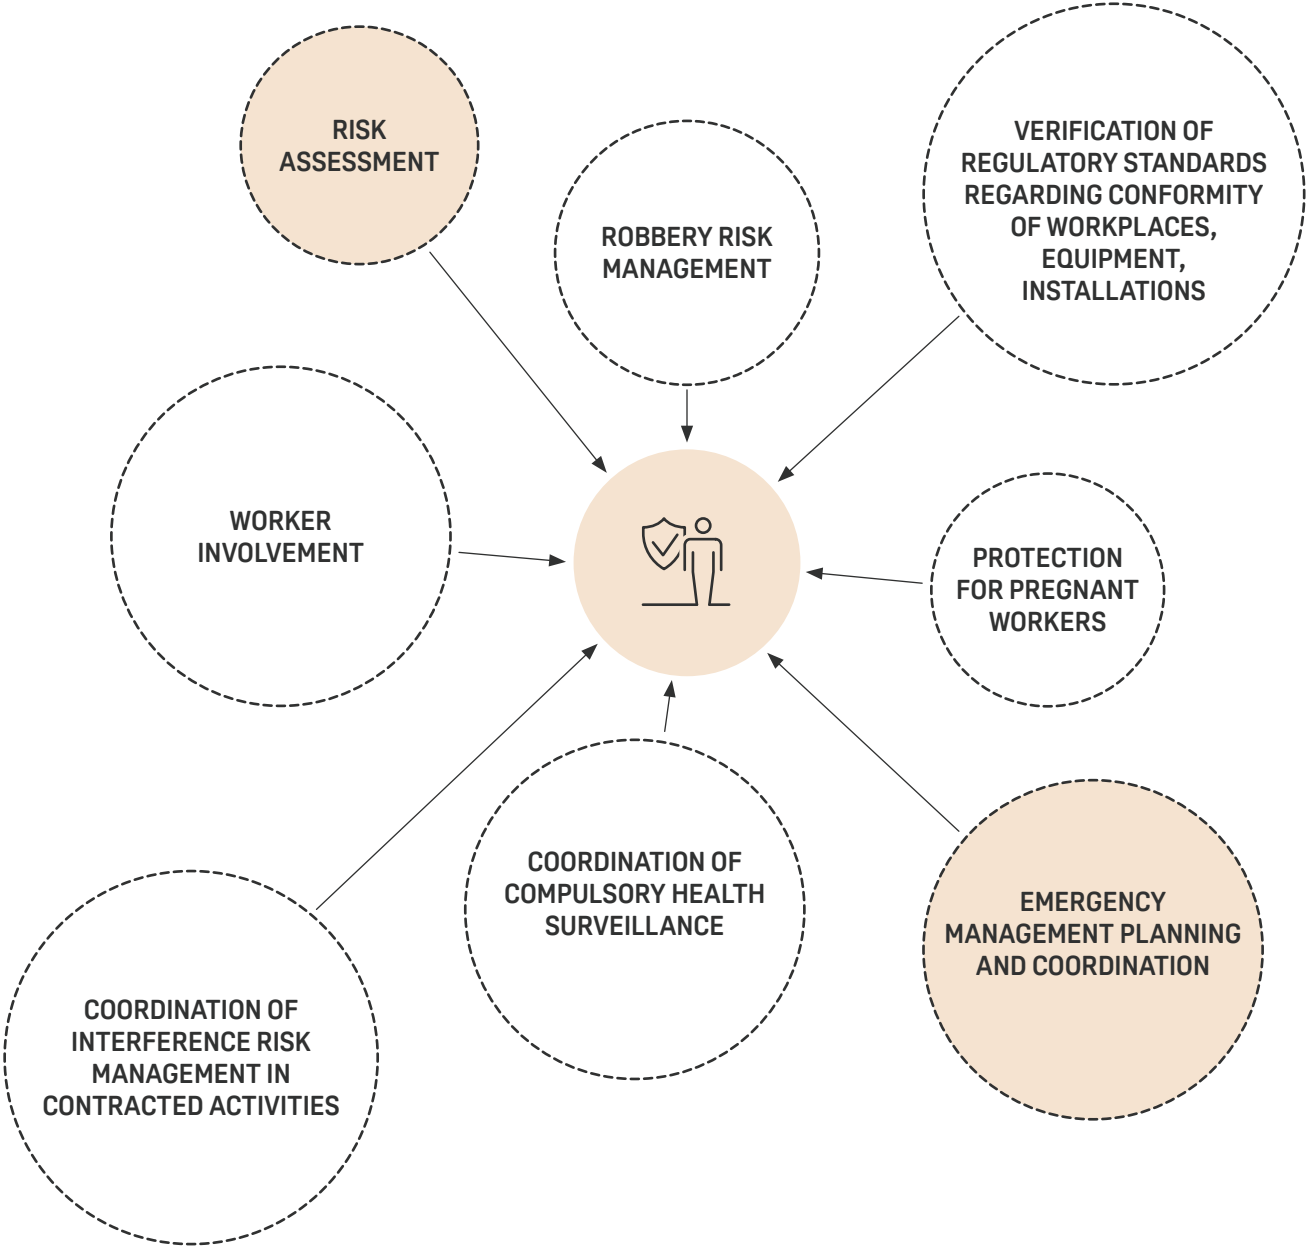 RISK
ASSESSMENT
ROBBERY RISK
MANAGEMENT
VERIFICATION OF
REGULATORY STANDARDS
REGARDING CONFORMITY
OF WORKPLACES,
EQUIPMENT,
INSTALLATIONS
WORKER
INVOLVEMENT
PROTECTION
FOR PREGNANT
WORKERS
COORDINATION OF
COMPULSORY HEALTH
SURVEILLANCE
EMERGENCY
MANAGEMENT PLANNING
AND COORDINATION
COORDINATION OF
INTERFERENCE RISK
MANAGEMENT IN
CONTRACTED ACTIVITIES